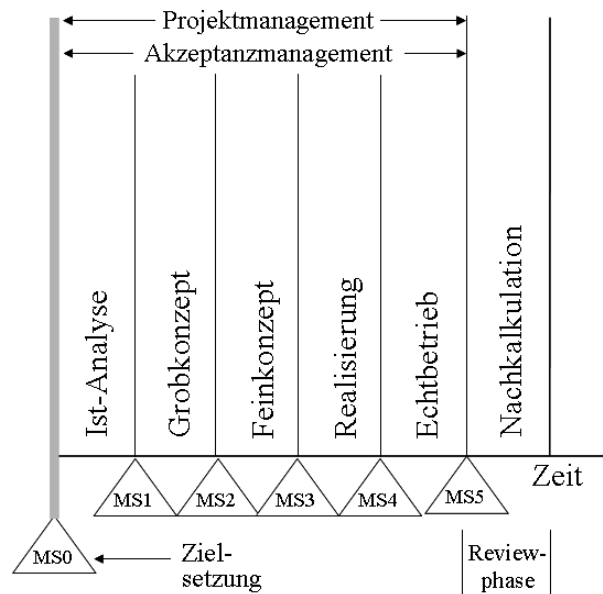 Projektmanagement
Akzeptanzmanagement
Ist-Analyse
Grobkonzept
Feinkonzept
Realisierung
Echtbetrieb
Nachkalkulation
Zeit
MS1
MS2
MS3
MS4
MS5
MS0
Ziel-
setzung
Review-
phase